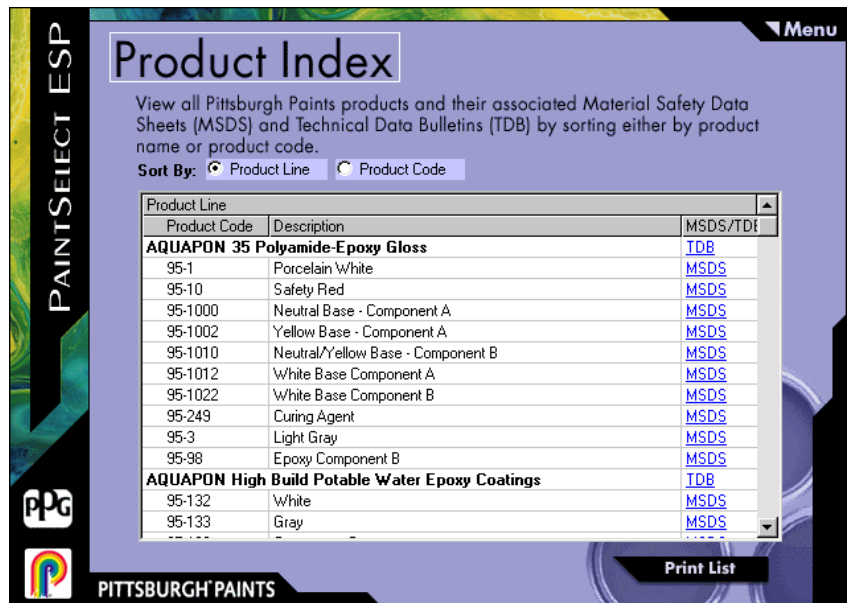 PAINTSELECT ESP
Menu
Product Index
View all Pittsburgh Paints products and their associated Material Safety Data
Sheets (MSDS) and Technical Data Bulletins (TDB) by sorting either by product
name or product code.
Sort By: Product Line Product Code
Product Line
Product Code Description MSDS/TDB
AQUAPON 35 Polyamide-Epoxy Gloss TDB
95-1 Porcelain White MSDS
95-10 Safety Red MSDS
95-1000 Neutral Base - Component A MSDS
95-1002 Yellow Base - Component A MSDS
95-1010 Neutral/Yellow Base - Component B MSDS
95-1012 White Base Component A MSDS
95-1022 White Base Component B MSDS
95-249 Curing Agent MSDS
95-3 Light Gray MSDS
95-98 Epoxy Component B MSDS
AQUAPON High Build Potable Water Epoxy Coatings TDB
95-132 White MSDS
95-133 Gray MSDS
PPG
Print List
PITTSBURGH PAINTS